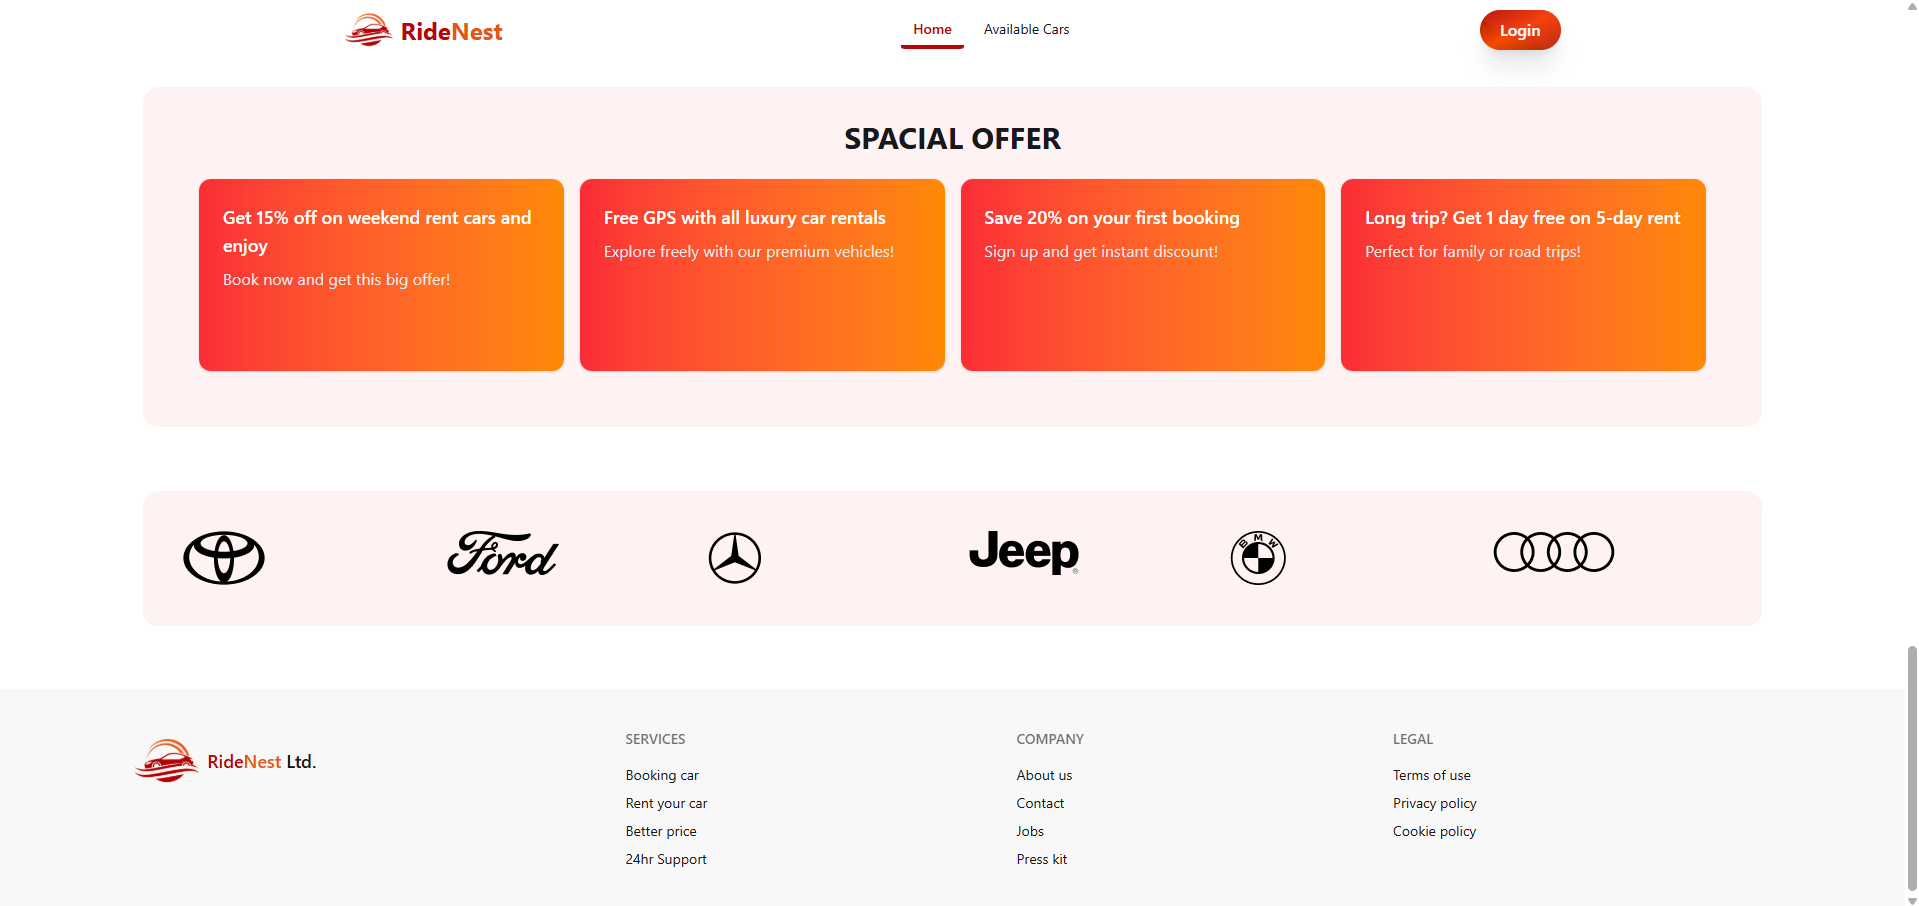 RideNest
Home
Available Cars
Login
SPACIAL OFFER
Get 15% off on weekend rent cars and
enjoy
Book now and get this big offer!
Free GPS with all luxury car rentals
Explore freely with our premium vehicles!
Save 20% on your first booking
Sign up and get instant discount!
Long trip? Get 1 day free on 5-day rent
Perfect for family or road trips!
Ford
Jeep®
BMW
RideNest Ltd.
SERVICES
Booking car
Rent your car
Better price
24hr Support
COMPANY
About us
Contact
Jobs
Press kit
LEGAL
Terms of use
Privacy policy
Cookie policy